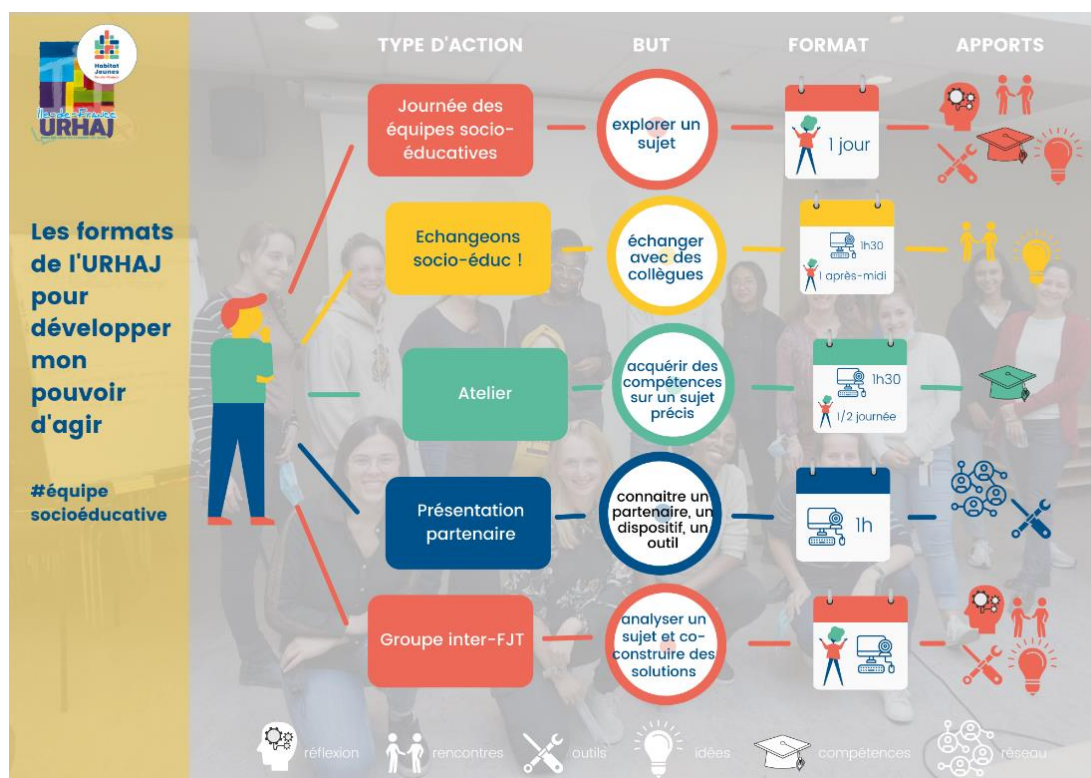 Habitat
Jeunes
Ile-de-France
URHAJ
Les formats
de l'URHAJ
pour
développer
mon
pouvoir
d'agir
#équipe
socioéducative
TYPE D'ACTION
BUT
FORMAT
APPORTS
Journée des
équipes socio-
éducatives
explorer un
sujet
1 jour
Echangeons
socio-éduc !
échanger
avec des
collègues
1h30
1 après-midi
Atelier
acquérir des
compétences
sur un sujet
précis
1h30
1/2 journée
Présentation
partenaire
connaitre un
partenaire, un
dispositif, un
outil
1h
Groupe inter-FJT
analyser un
sujet et co-
construire des
solutions
réflexion
rencontres
outils
idées
compétences
réseau